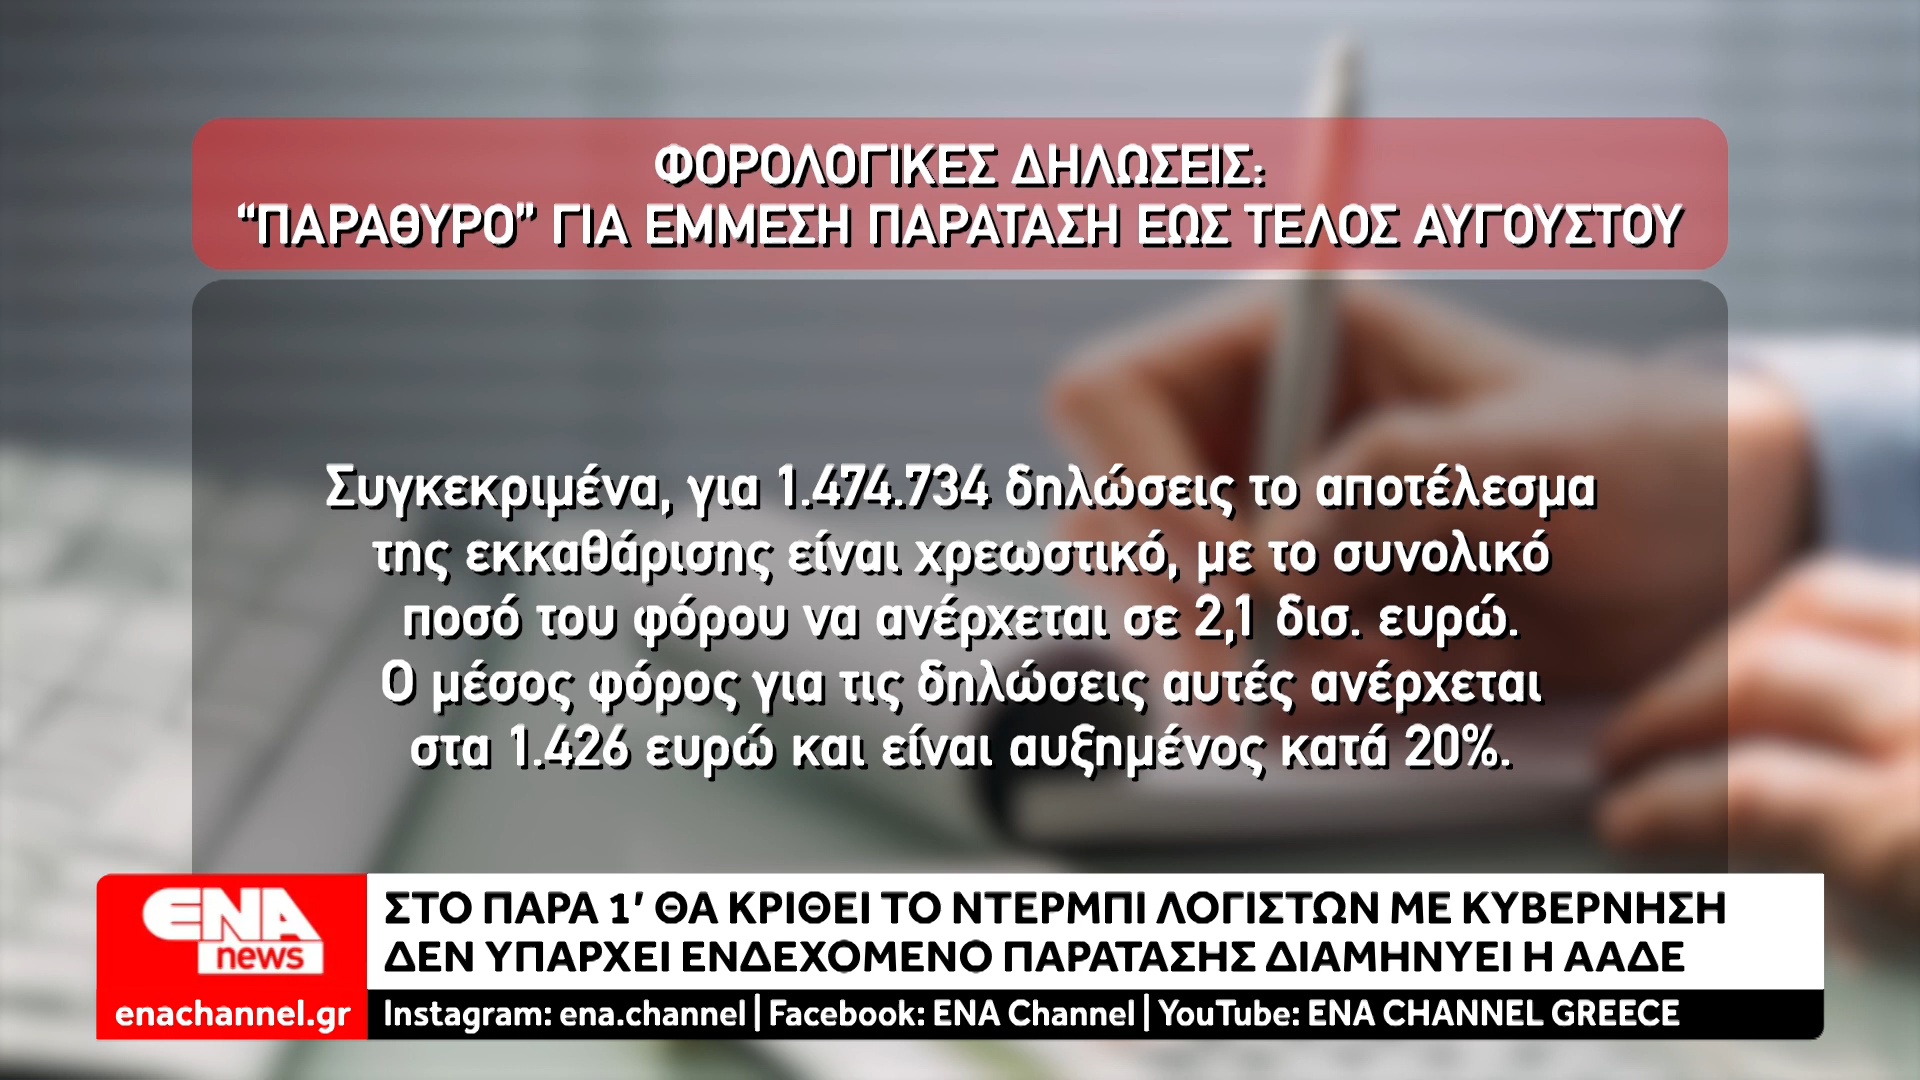 ΦΟΡΟΛΟΓΙΚΕΣ ΔΗΛΩΣΕΙΣ:
“ΠΑΡΑΘΥΡΟ” ΓΙΑ ΕΜΜΕΣΗ ΠΑΡΑΤΑΣΗ ΕΩΣ ΤΕΛΟΣ ΑΥΓΟΥΣΤΟΥ
Συγκεκριμένα, για 1.474.734 δηλώσεις το αποτέλεσμα
της εκκαθάρισης είναι χρεωστικό, με το συνολικό
ποσό του φόρου να ανέρχεται σε 2,1 δισ. ευρώ.
Ο μέσος φόρος για τις δηλώσεις αυτές ανέρχεται
στα 1.426 ευρώ και είναι αυξημένος κατά 20%.
ENA
news
ΣΤΟ ΠΑΡΑ 1’ ΘΑ ΚΡΙΘΕΙ ΤΟ ΝΤΕΡΜΠΙ ΛΟΓΙΣΤΩΝ ΜΕ ΚΥΒΕΡΝΗΣΗ
ΔΕΝ ΥΠΑΡΧΕΙ ΕΝΔΕΧΟΜΕΝΟ ΠΑΡΑΤΑΣΗΣ ΔΙΑΜΗΝΥΕΙ Η ΑΑΔΕ
enachannel.gr
Instagram: ena.channel | Facebook: ENA Channel | YouTube: ENA CHANNEL GREECE